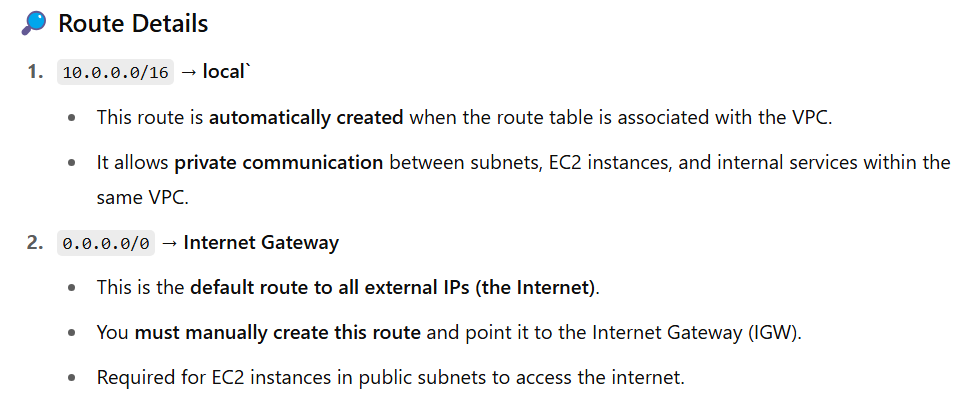 🔎 Route Details
1. 10.0.0.0/16 → local`
• This route is automatically created when the route table is associated with the VPC.
• It allows private communication between subnets, EC2 instances, and internal services within the
same VPC.
2. 0.0.0.0/0 → Internet Gateway
• This is the default route to all external IPs (the Internet).
• You must manually create this route and point it to the Internet Gateway (IGW).
• Required for EC2 instances in public subnets to access the internet.